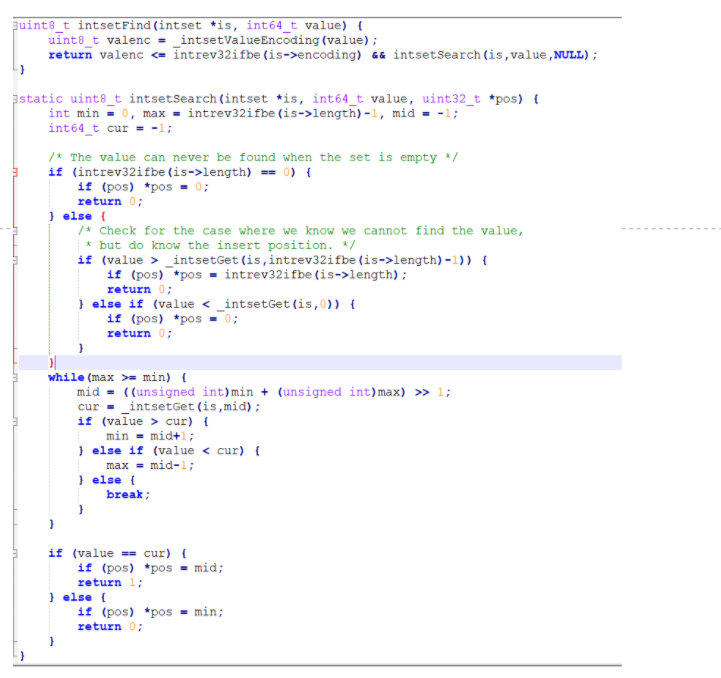 uint8_t intsetFind(intset *is, int64_t value) {
    uint8_t valenc = _intsetValueEncoding(value);
    return valenc <= intrev32ifbe(is->encoding) && intsetSearch(is,value,NULL);
}

static uint8_t intsetSearch(intset *is, int64_t value, uint32_t *pos) {
    int min = 0, max = intrev32ifbe(is->length)-1, mid = -1;
    int64_t cur = -1;

    /* The value can never be found when the set is empty */
    if (intrev32ifbe(is->length) == 0) {
        if (pos) *pos = 0;
        return 0;
    } else {
        /* Check for the case where we know we cannot find the value,
         * but do know the insert position. */
        if (value > _intsetGet(is,intrev32ifbe(is->length)-1)) {
            if (pos) *pos = intrev32ifbe(is->length);
            return 0;
        } else if (value < _intsetGet(is,0)) {
            if (pos) *pos = 0;
            return 0;
        }
    }
    while(max >= min) {
        mid = ((unsigned int)min + (unsigned int)max) >> 1;
        cur = _intsetGet(is,mid);
        if (value > cur) {
            min = mid+1;
        } else if (value < cur) {
            max = mid-1;
        } else {
            break;
        }
    }

    if (value == cur) {
        if (pos) *pos = mid;
        return 1;
    } else {
        if (pos) *pos = min;
        return 0;
    }
}